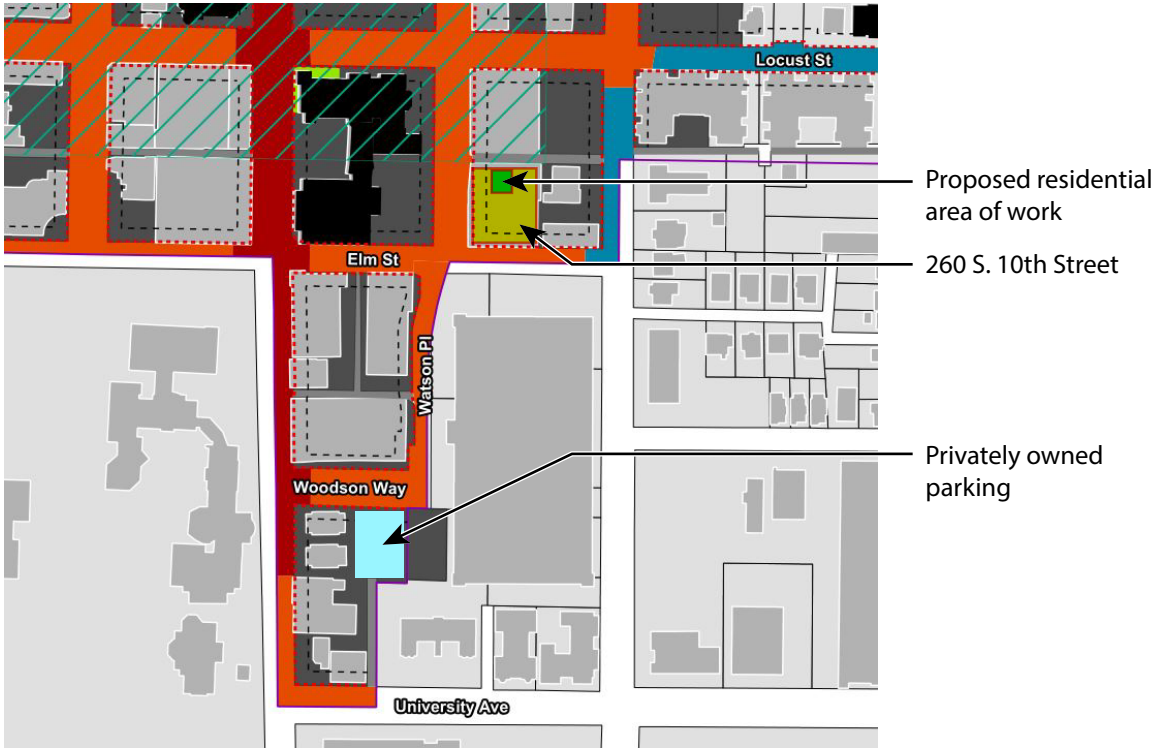 Locust St
Proposed residential
area of work
Elm St
260 S. 10th Street
Watson Pl
Privately owned
parking
Woodson Way
University Ave